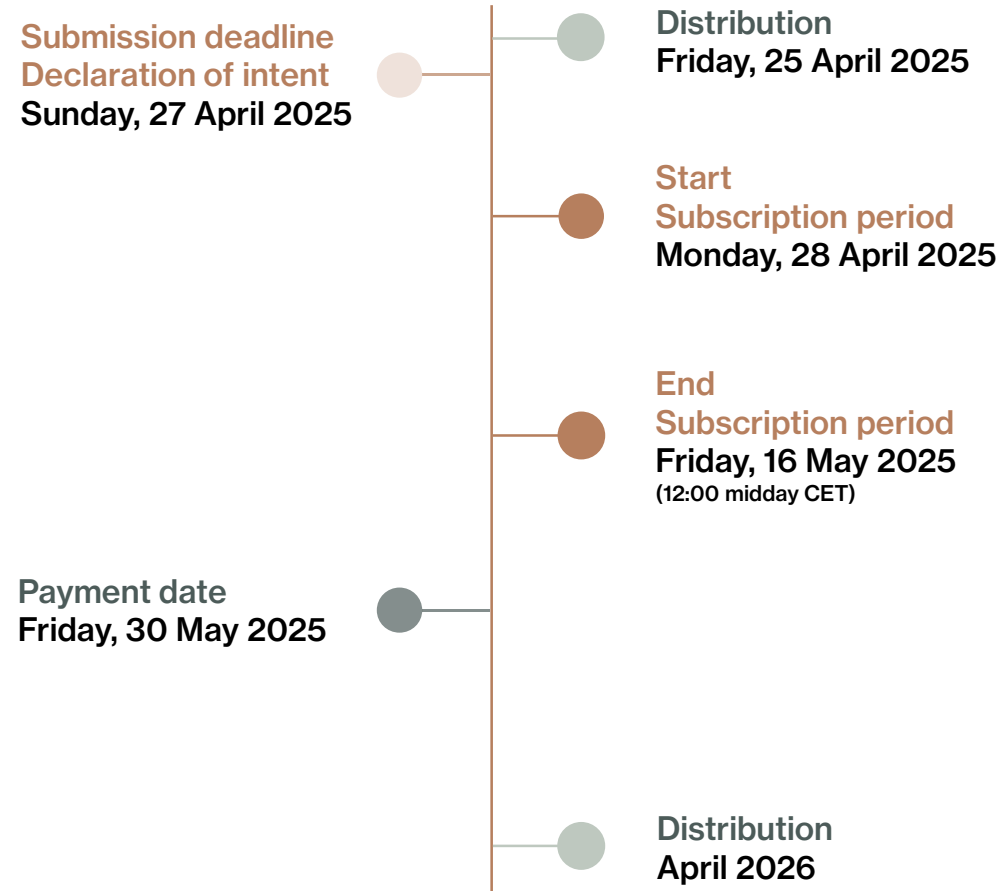 Distribution
Friday, 25 April 2025
Submission deadline
Declaration of intent
Sunday, 27 April 2025
Start
Subscription period
Monday, 28 April 2025
End
Subscription period
Friday, 16 May 2025
(12:00 midday CET)
Payment date
Friday, 30 May 2025
Distribution
April 2026